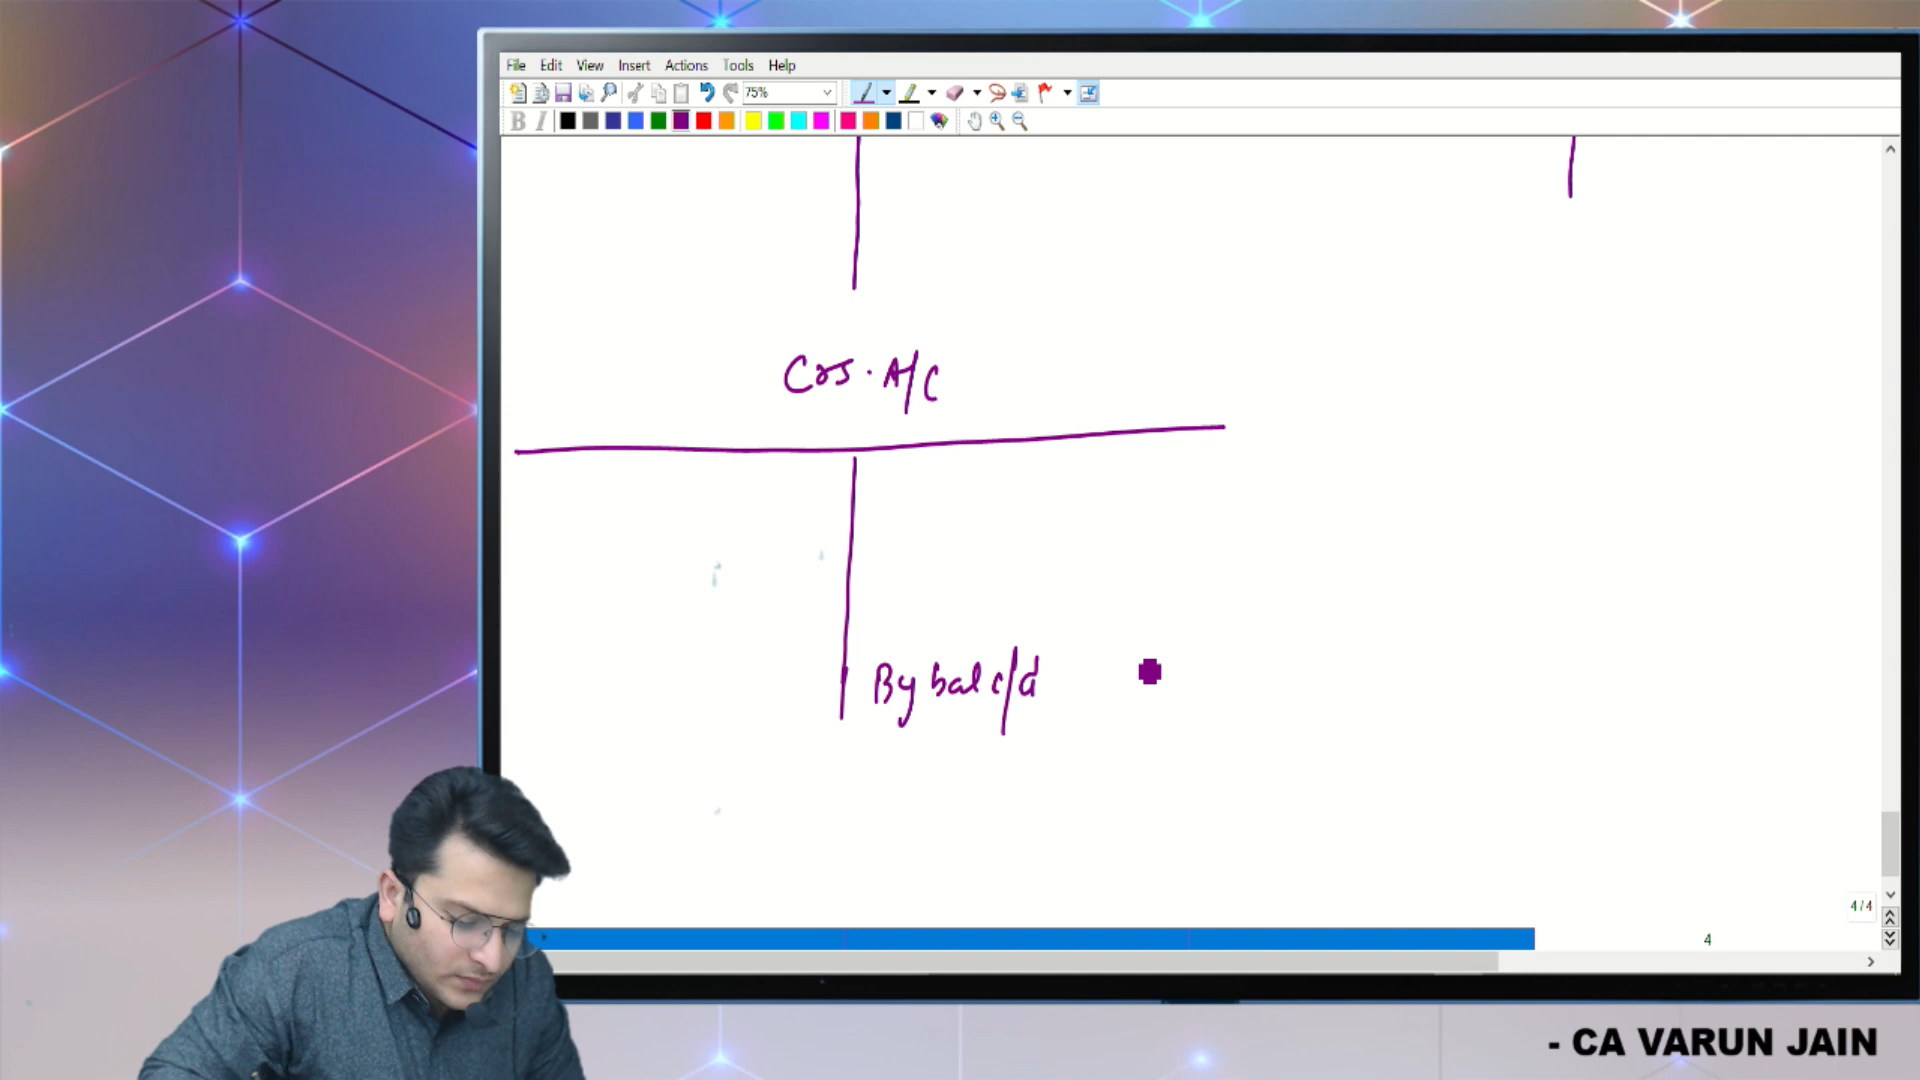 File Edit View Insert Actions Tools Help
75%
B I
Cos. A/C
By bal c/d
4/4
4
- CA VARUN JAIN